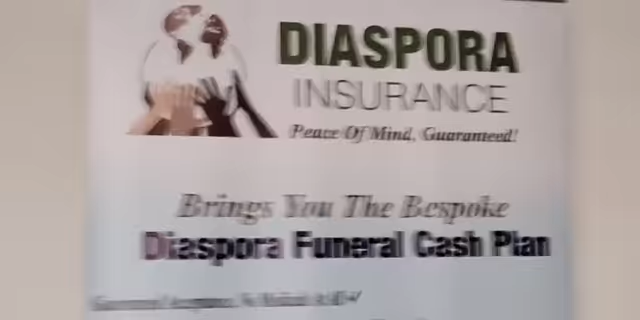 DIASPORA
INSURANCE
Peace Of Mind, Guaranteed!
Brings You The Bespoke
Diaspora Funeral Cash Plan